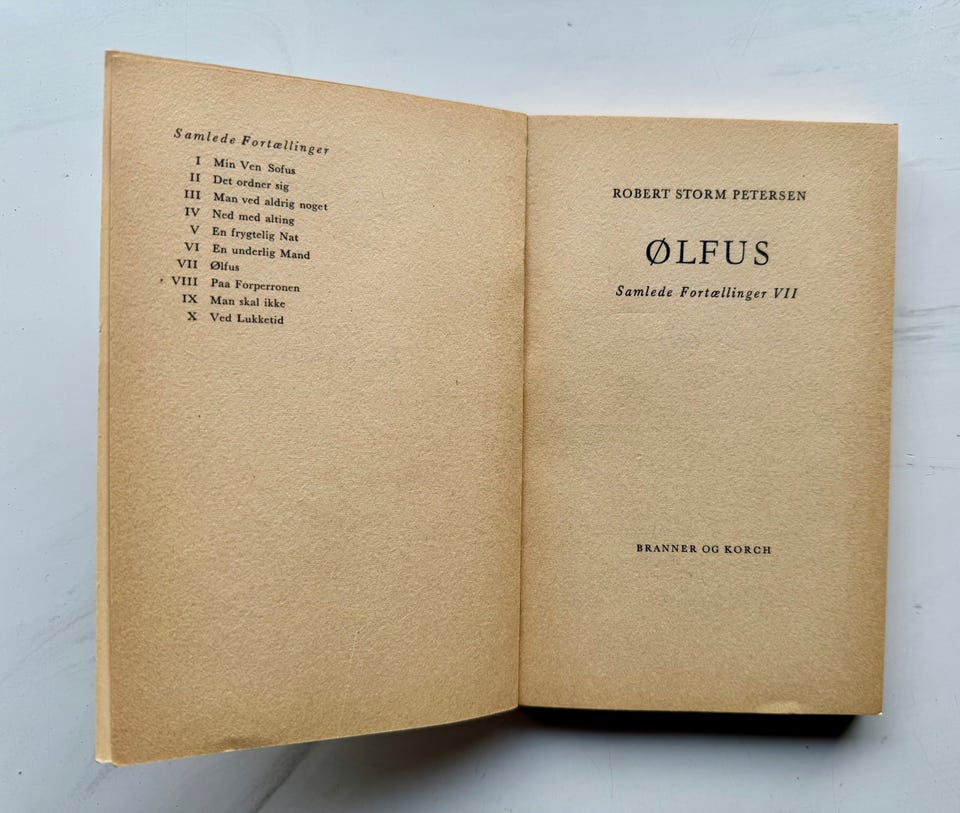 Samlede Fortællinger
I Min Ven Sofus
II Det ordner sig
III Man ved aldrig noget
IV Ned med alting
V En frygtelig Nat
VI En underlig Mand
VII Ølfus
VIII Paa Forperronen
IX Man skal ikke
X Ved Lukketid
ROBERT STORM PETERSEN
ØLFUS
Samlede Fortællinger VII
BRANNER OG KORCH